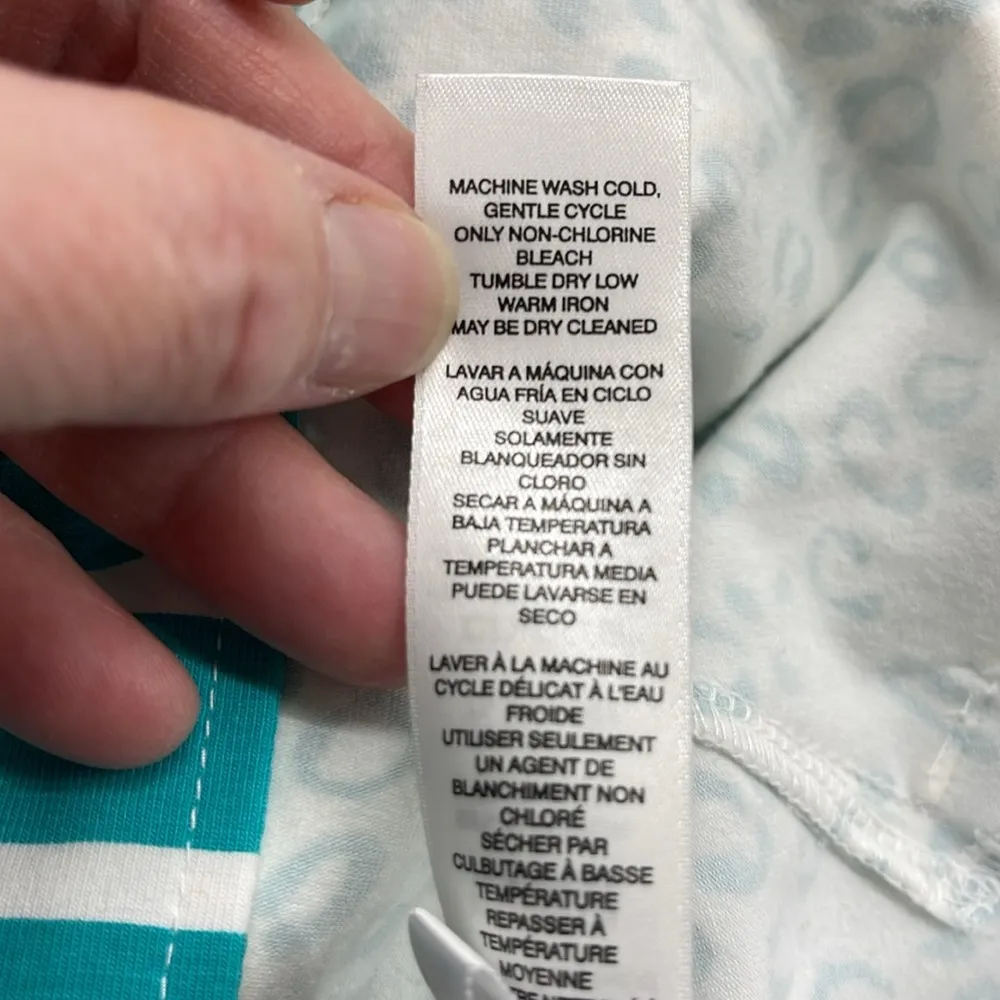 MACHINE WASH COLD,
GENTLE CYCLE
ONLY NON-CHLORINE
BLEACH
TUMBLE DRY LOW
WARM IRON
MAY BE DRY CLEANED
LAVAR A MÁQUINA CON
AGUA FRÍA EN CICLO
SUAVE
SOLAMENTE
BLANQUEADOR SIN
CLORO
SECAR A MÁQUINA A
BAJA TEMPERATURA
PLANCHAR A
TEMPERATURA MEDIA
PUEDE LAVARSE EN
SECO
LAVER À LA MACHINE AU
CYCLE DÉLICAT À L'EAU
FROIDE
UTILISER SEULEMENT
UN AGENT DE
BLANCHIMENT NON
CHLORÉ
SÉCHER PAR
CULBUTAGE À BASSE
TEMPÉRATURE
REPASSER À
TEMPÉRATURE
MOYENNE